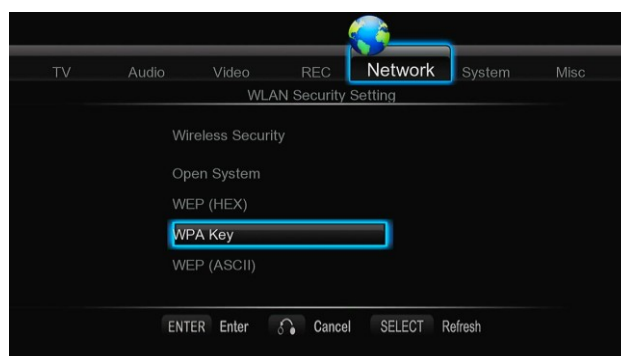 TV Audio Video REC Network System Misc
WLAN Security Setting
Wireless Security
Open System
WEP (HEX)
WPA Key
WEP (ASCII)
ENTER Enter Cancel SELECT Refresh